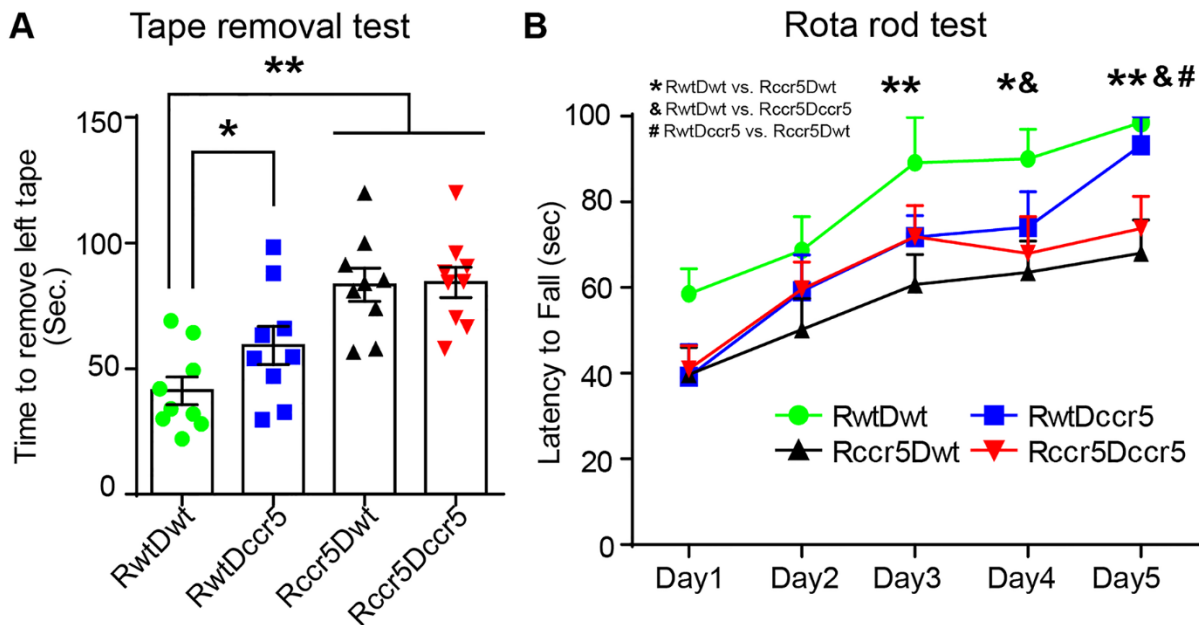 A
Tape removal test
**
*
Time to remove left tape
(Sec.)
150
100
50
0
RwtDwt
RwtDccr5
Rccr5Dwt
Rccr5Dccr5
B
Rota rod test
* RwtDwt vs. Rccr5Dwt
& RwtDwt vs. Rccr5Dccr5
# RwtDccr5 vs. Rccr5Dwt
**
*&
**&#
Latency to Fall (sec)
100
80
60
40
20
0
RwtDwt
RwtDccr5
Rccr5Dwt
Rccr5Dccr5
Day1
Day2
Day3
Day4
Day5